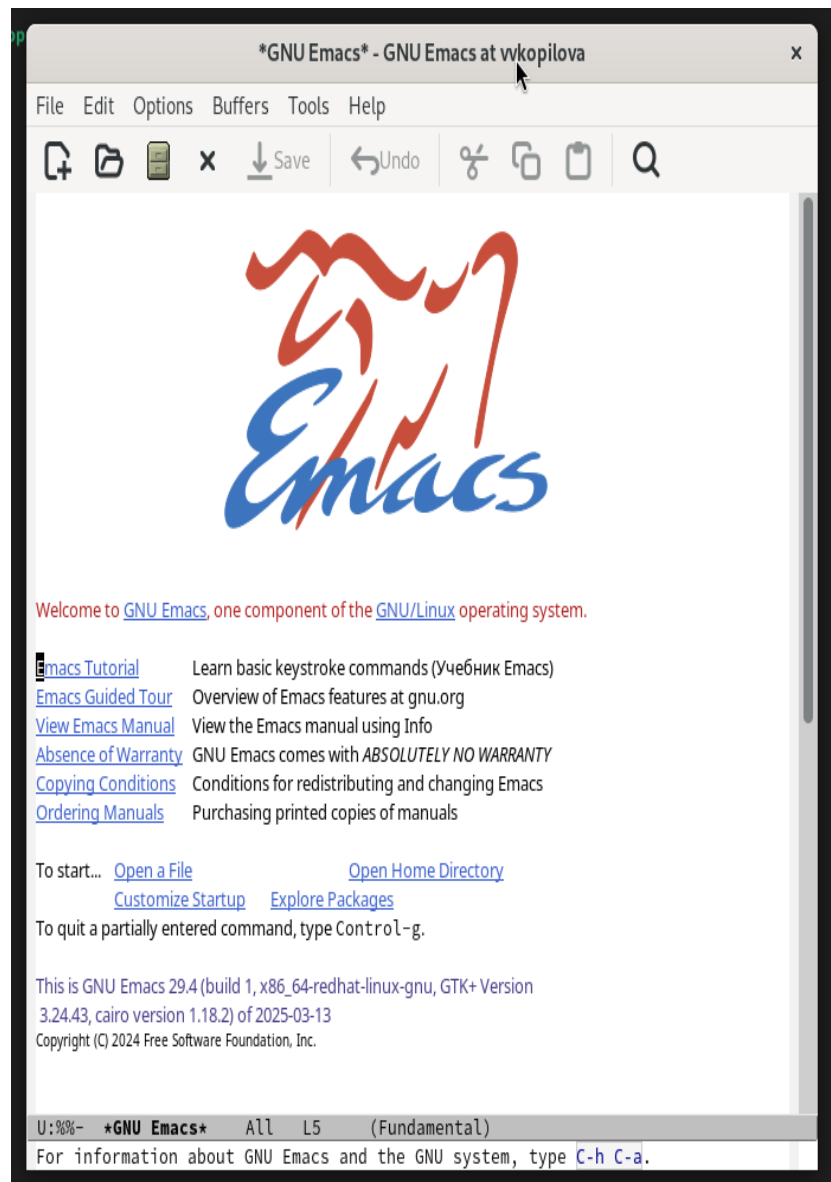 op
*GNU Emacs* - GNU Emacs at vvkopilova
x
File Edit Options Buffers Tools Help
Save Undo
Emacs
Welcome to GNU Emacs, one component of the GNU/Linux operating system.
Emacs Tutorial Learn basic keystroke commands (Учебник Emacs)
Emacs Guided Tour Overview of Emacs features at gnu.org
View Emacs Manual View the Emacs manual using Info
Absence of Warranty GNU Emacs comes with ABSOLUTELY NO WARRANTY
Copying Conditions Conditions for redistributing and changing Emacs
Ordering Manuals Purchasing printed copies of manuals
To start... Open a File Open Home Directory
Customize Startup Explore Packages
To quit a partially entered command, type Control-g.
This is GNU Emacs 29.4 (build 1, x86_64-redhat-linux-gnu, GTK+ Version
3.24.43, cairo version 1.18.2) of 2025-03-13
Copyright (C) 2024 Free Software Foundation, Inc.
U:%%- *GNU Emacs* All L5 (Fundamental)
For information about GNU Emacs and the GNU system, type C-h C-a.